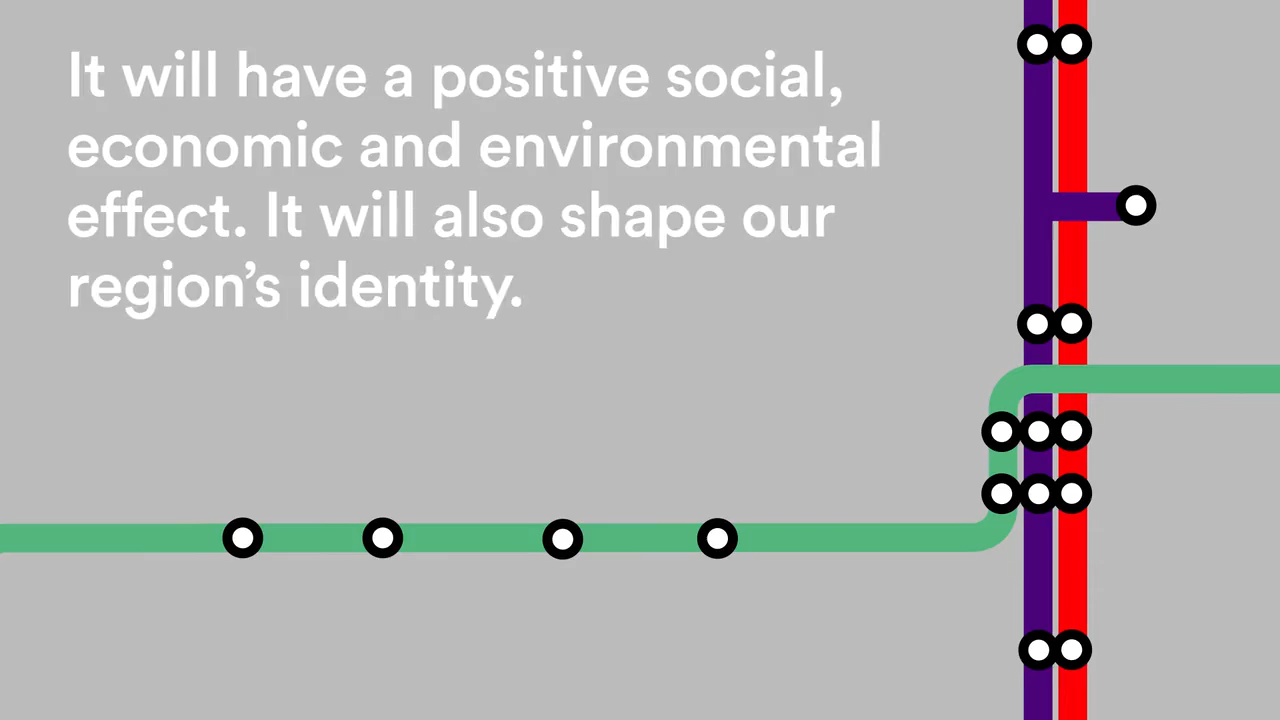 It will have a positive social,
economic and environmental
effect. It will also shape our
region’s identity.